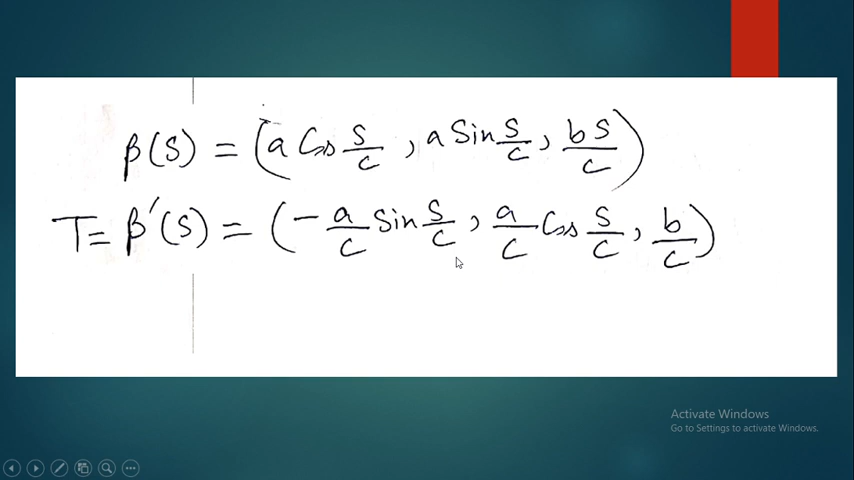 β(S) = (a Cos S/c , a Sin S/c , bS/c)
T = β'(S) = (- a/c Sin S/c , a/c Cos S/c , b/c)
Activate Windows
Go to Settings to activate Windows.